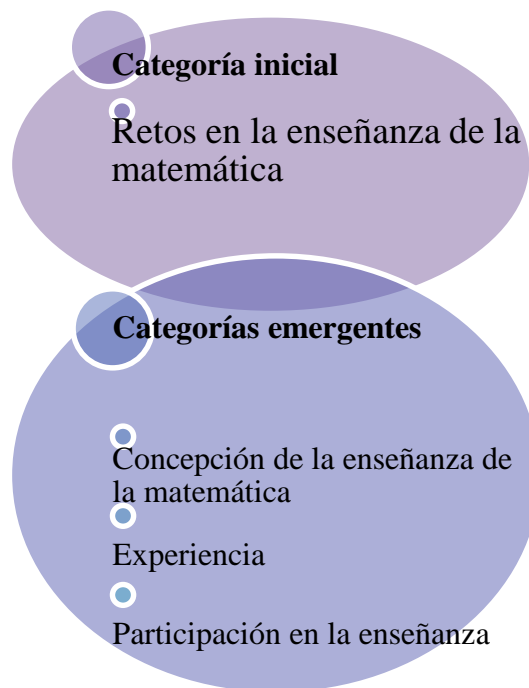 Categoría inicial
Retos en la enseñanza de la
matemática
Categorías emergentes
Concepción de la enseñanza de
la matemática
Experiencia
Participación en la enseñanza